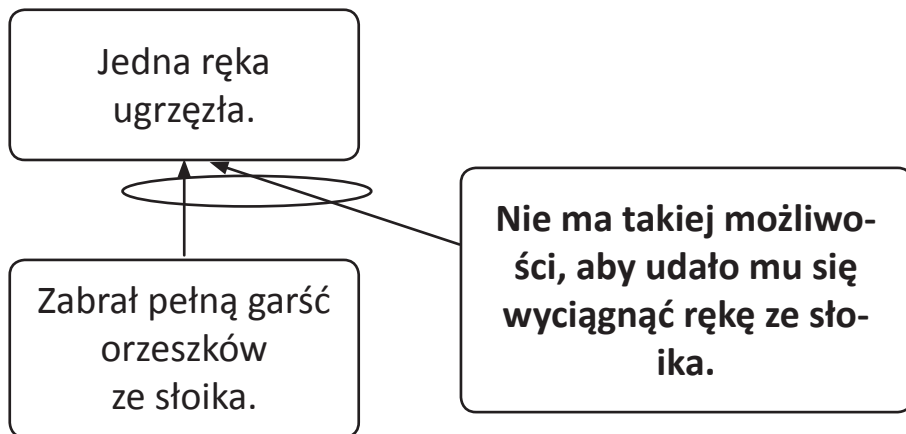 Jedna ręka
ugrzęzła.
Zabrał pełną garść
orzeszków
ze słoika.
Nie ma takiej możliwo-
ści, aby udało mu się
wyciągnąć rękę ze sło-
ika.